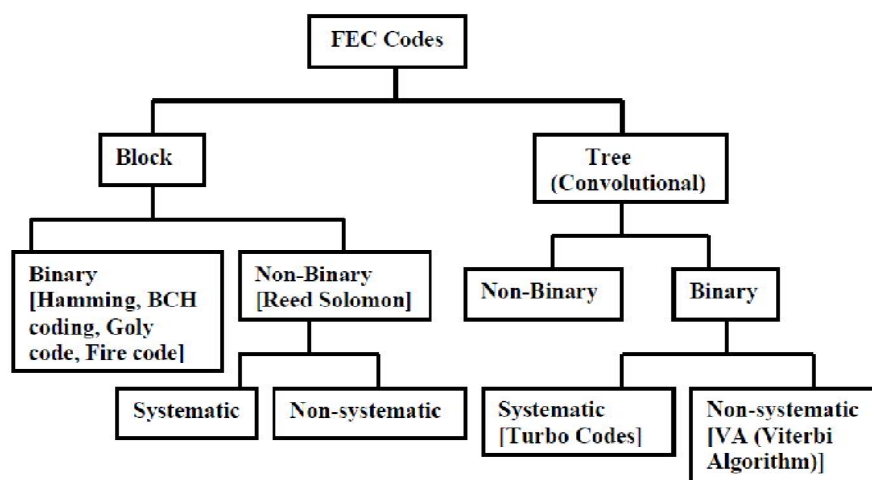 FEC Codes
Block
Tree
(Convolutional)
Binary
[Hamming, BCH
coding, Goly
code, Fire code]
Non-Binary
[Reed Solomon]
Non-Binary
Binary
Systematic
Non-systematic
Systematic
[Turbo Codes]
Non-systematic
[VA (Viterbi
Algorithm)]